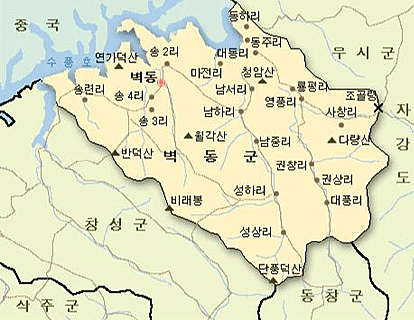 동하리
중국
동주리
우시군
수풍호
연가덕산
송 2리
대통리
벽동
마전리
청암산
송련리
송 4리
남서리
룡평리
조골령
영풍리
자강도
송 3리
남하리
사창리
월각산
다람산
반덕산
벽동군
남중리
권창리
권상리
비래봉
성하리
대풍리
창성군
성상리
단풍덕산
삭주군
동창군